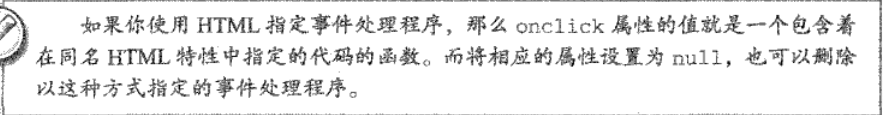 如果你使用 HTML 指定事件处理程序，那么 onclick 属性的值就是一个包含着
在同名 HTML 特性中指定的代码的函数。而将相应的属性设置为 null，也可以删除
以这种方式指定的事件处理程序。